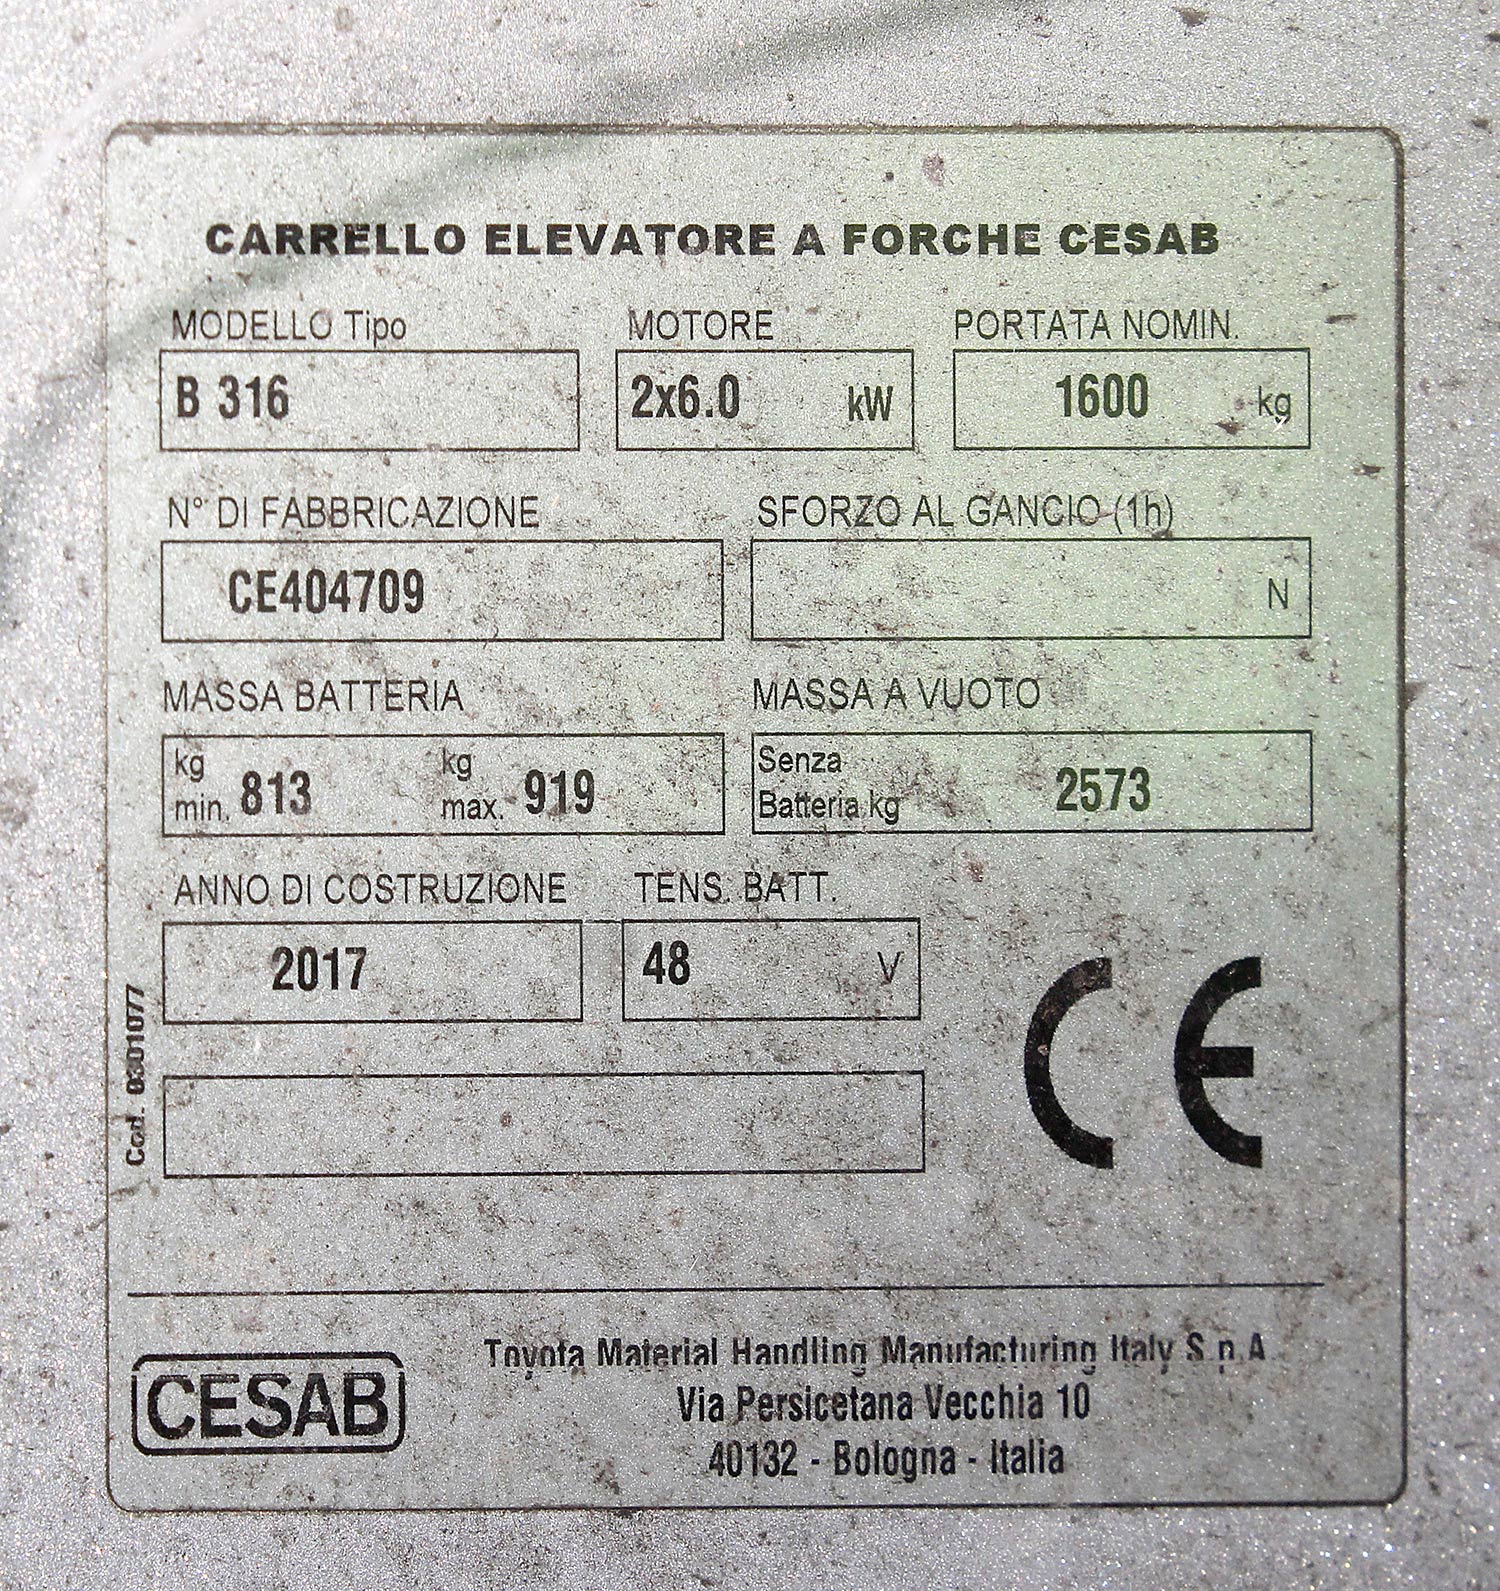 CARRELLO ELEVATORE A FORCHE CESAB
MODELLO Tipo MOTORE PORTATA NOMIN.
B 316 2x6.0 kW 1600 kg
N° DI FABBRICAZIONE SFORZO AL GANCIO (1h)
CE404709 N
MASSA BATTERIA MASSA A VUOTO
kg kg Senza
min. 813 max. 919 Batteria kg 2573
ANNO DI COSTRUZIONE TENS. BATT.
2017 48 V
CE
Cod. 0301077
CESAB
Toyota Material Handling Manufacturing Italy S.p.A.
Via Persicetana Vecchia 10
40132 - Bologna - Italia